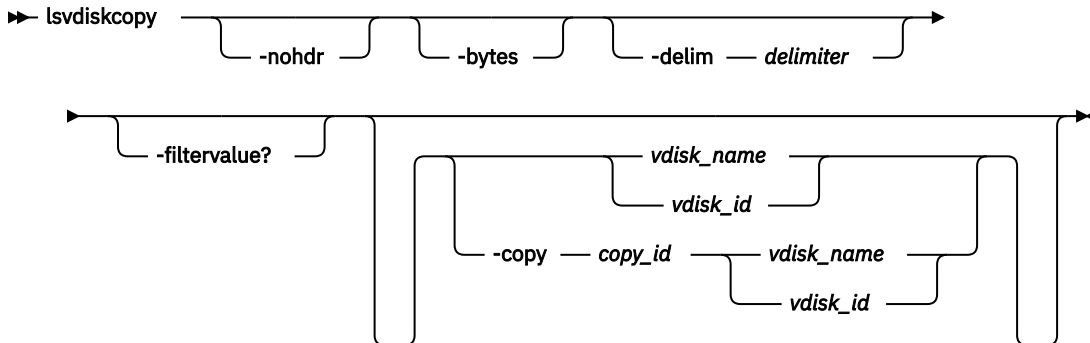 lsvdiskcopy
-nohdr -bytes -delim delimiter
-filtervalue?
vdisk_name
vdisk_id
-copy copy_id vdisk_name
vdisk_id